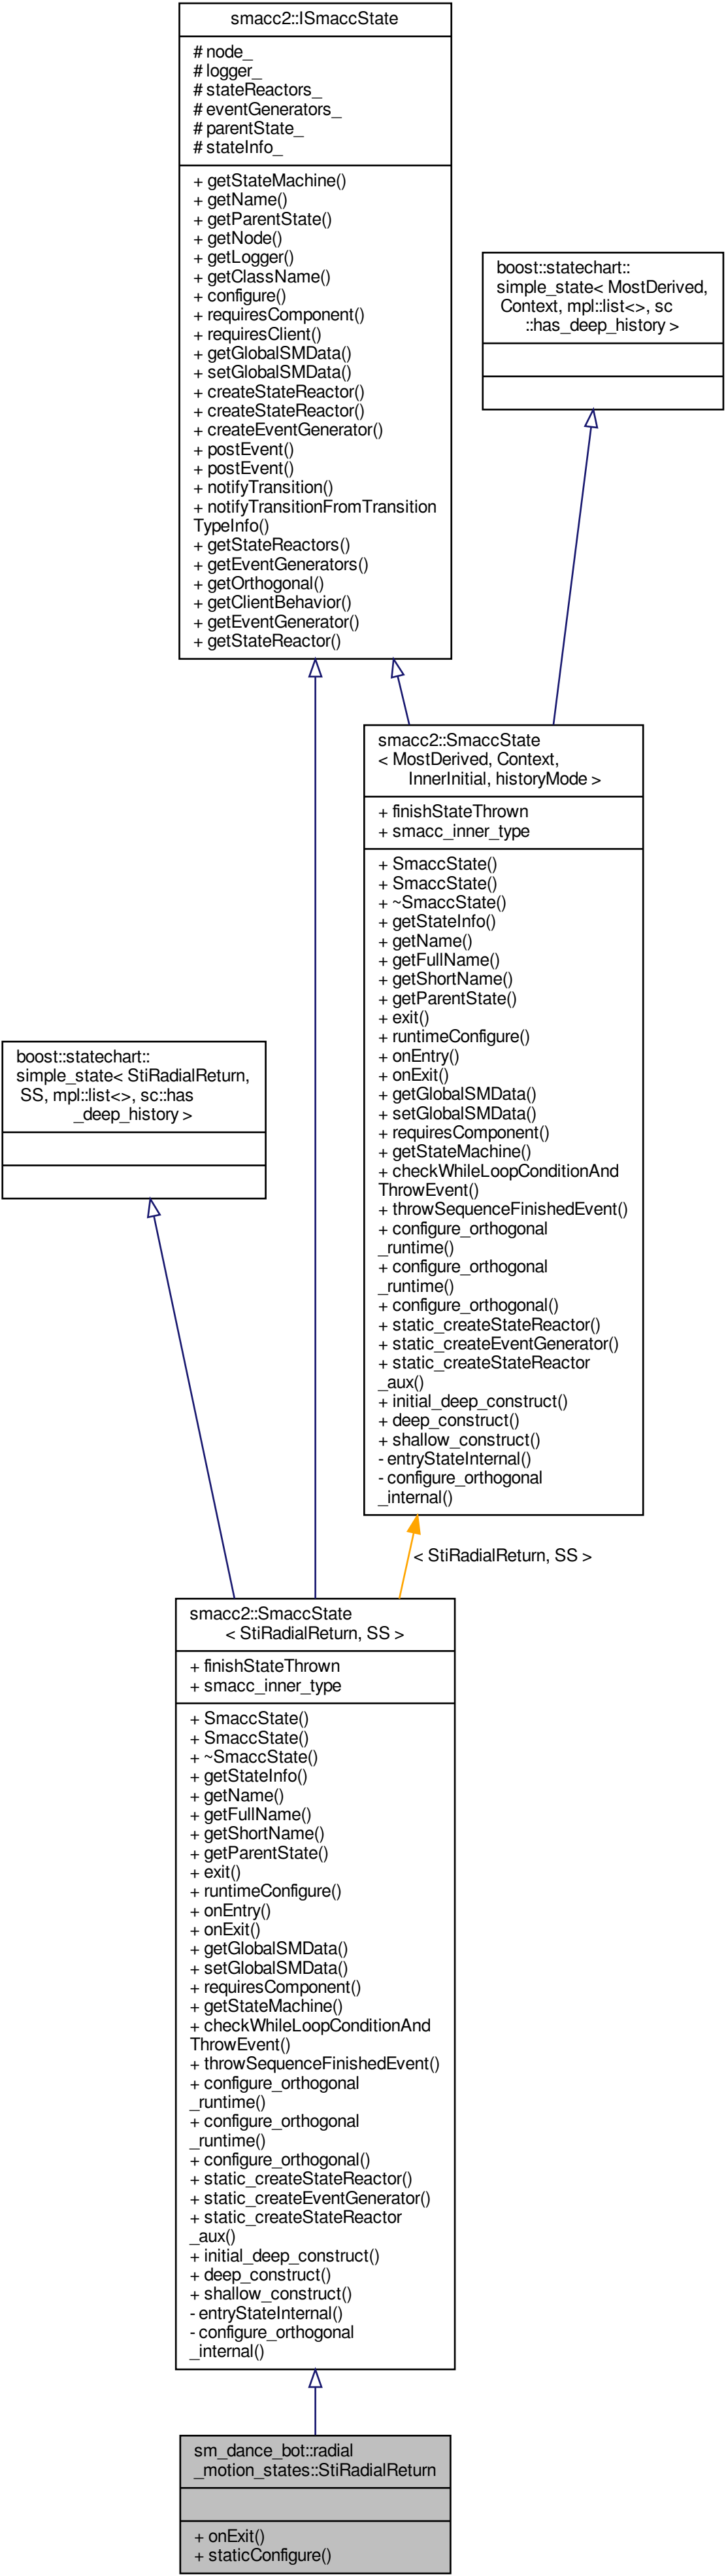 smacc2::ISmaccState
# node_
# logger_
# stateReactors_
# eventGenerators_
# parentState_
# stateInfo_
+ getStateMachine()
+ getName()
+ getParentState()
+ getNode()
+ getLogger()
+ getClassName()
+ configure()
+ requiresComponent()
+ requiresClient()
+ getGlobalSMData()
+ setGlobalSMData()
+ createStateReactor()
+ createStateReactor()
+ createEventGenerator()
+ postEvent()
+ postEvent()
+ notifyTransition()
+ notifyTransitionFromTransition
TypeInfo()
+ getStateReactors()
+ getEventGenerators()
+ getOrthogonal()
+ getClientBehavior()
+ getEventGenerator()
+ getStateReactor()
boost::statechart::
simple_state< MostDerived,
Context, mpl::list<>, sc
::has_deep_history >
smacc2::SmaccState
< MostDerived, Context,
InnerInitial, historyMode >
+ finishStateThrown
+ smacc_inner_type
+ SmaccState()
+ SmaccState()
+ ~SmaccState()
+ getStateInfo()
+ getName()
+ getFullName()
+ getShortName()
+ getParentState()
+ exit()
+ runtimeConfigure()
+ onEntry()
+ onExit()
+ getGlobalSMData()
+ setGlobalSMData()
+ requiresComponent()
+ getStateMachine()
+ checkWhileLoopConditionAnd
ThrowEvent()
+ throwSequenceFinishedEvent()
+ configure_orthogonal
_runtime()
+ configure_orthogonal
_runtime()
+ configure_orthogonal()
+ static_createStateReactor()
+ static_createEventGenerator()
+ static_createStateReactor
_aux()
+ initial_deep_construct()
+ deep_construct()
+ shallow_construct()
- entryStateInternal()
- configure_orthogonal
_internal()
boost::statechart::
simple_state< StiRadialReturn,
SS, mpl::list<>, sc::has
_deep_history >
< StiRadialReturn, SS >
smacc2::SmaccState
< StiRadialReturn, SS >
+ finishStateThrown
+ smacc_inner_type
+ SmaccState()
+ SmaccState()
+ ~SmaccState()
+ getStateInfo()
+ getName()
+ getFullName()
+ getShortName()
+ getParentState()
+ exit()
+ runtimeConfigure()
+ onEntry()
+ onExit()
+ getGlobalSMData()
+ setGlobalSMData()
+ requiresComponent()
+ getStateMachine()
+ checkWhileLoopConditionAnd
ThrowEvent()
+ throwSequenceFinishedEvent()
+ configure_orthogonal
_runtime()
+ configure_orthogonal
_runtime()
+ configure_orthogonal()
+ static_createStateReactor()
+ static_createEventGenerator()
+ static_createStateReactor
_aux()
+ initial_deep_construct()
+ deep_construct()
+ shallow_construct()
- entryStateInternal()
- configure_orthogonal
_internal()
sm_dance_bot::radial
_motion_states::StiRadialReturn
+ onExit()
+ staticConfigure()